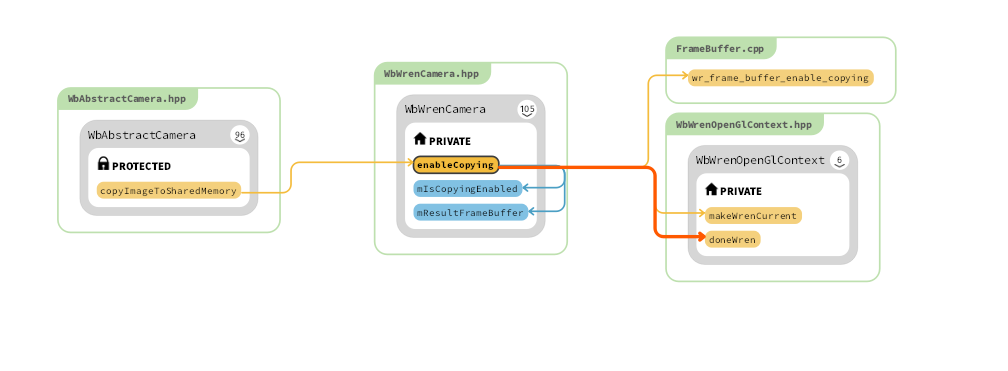 WbAbstractCamera.hpp
WbAbstractCamera
96
PROTECTED
copyImageToSharedMemory
WbWrenCamera.hpp
WbWrenCamera
105
PRIVATE
enableCopying
mIsCopyingEnabled
mResultFrameBuffer
FrameBuffer.cpp
wr_frame_buffer_enable_copying
WbWrenOpenGlContext.hpp
WbWrenOpenGlContext
6
PRIVATE
makeWrenCurrent
doneWren